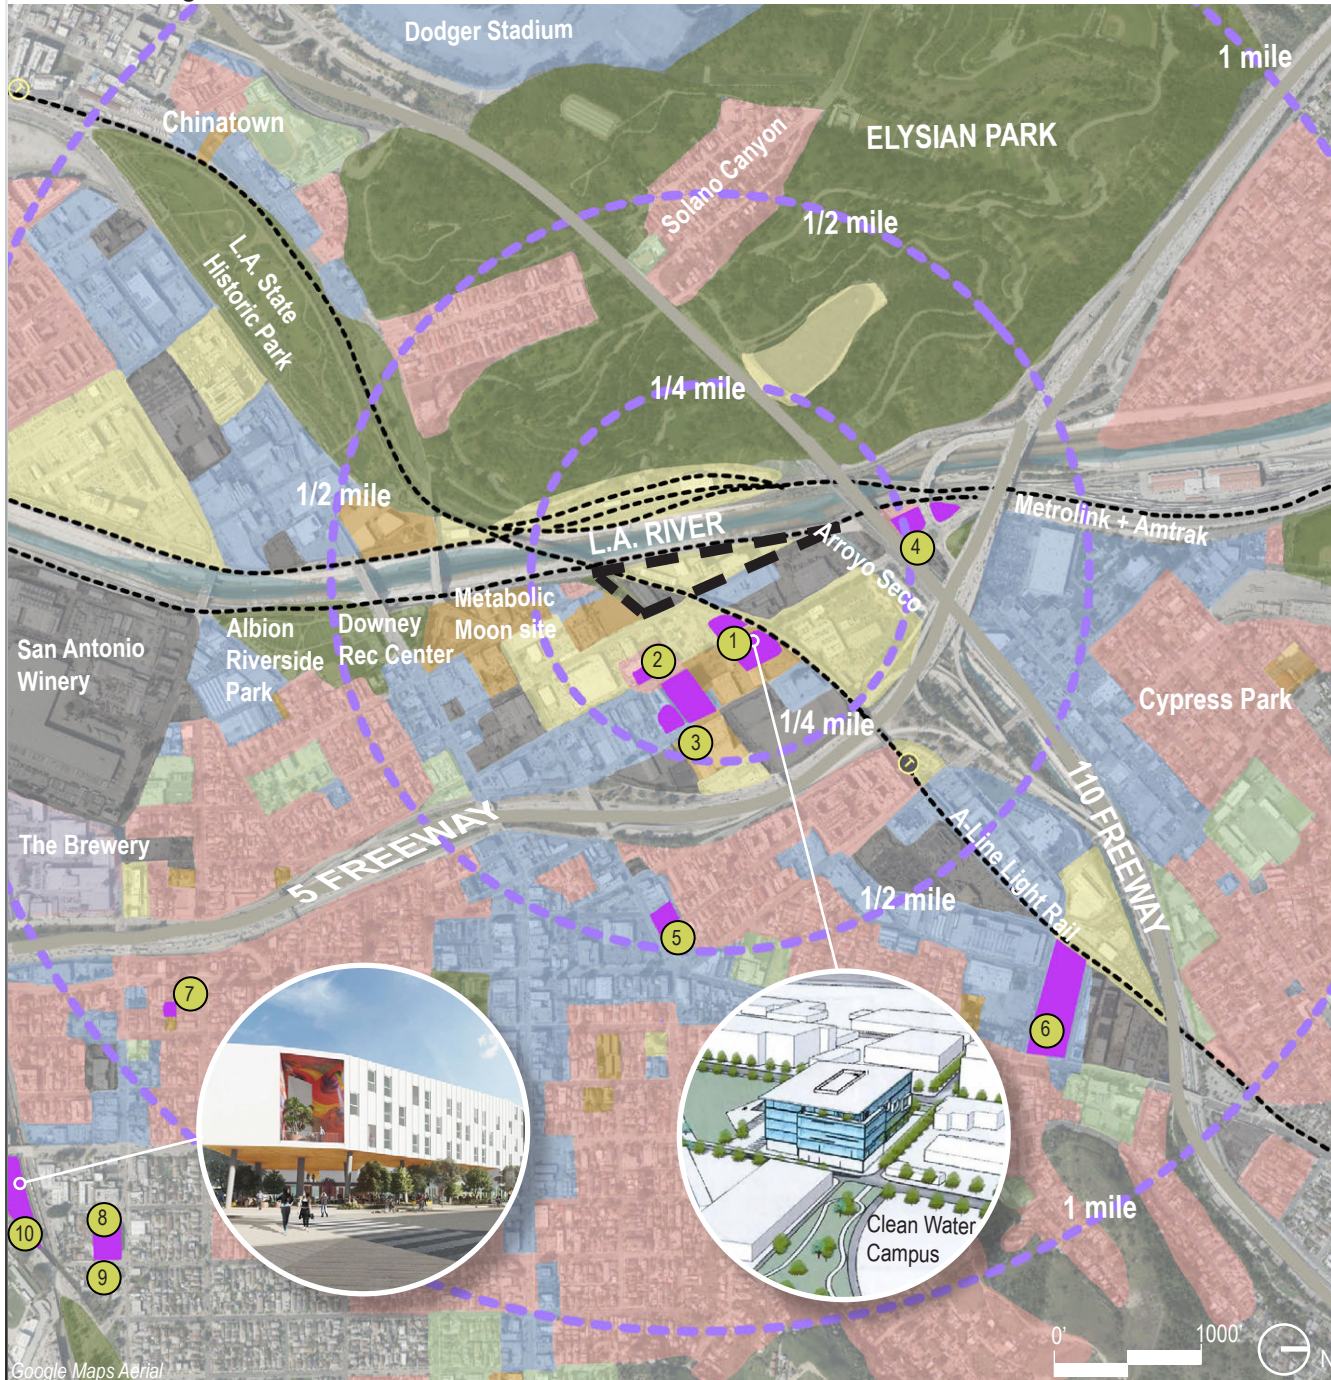 Dodger Stadium
1 mile
Chinatown
ELYSIAN PARK
Solano Canyon
1/2 mile
L.A. State
Historic Park
1/4 mile
1/2 mile
L.A. RIVER
Metrolink + Amtrak
Arroyo Seco
4
Metabolic
Moon site
Albion
Riverside
Park
Downey
Rec Center
San Antonio
Winery
1
2
3
1/4 mile
Cypress Park
The Brewery
5 FREEWAY
110 FREEWAY
A-Line Light Rail
1/2 mile
5
7
6
8
10
9
Clean Water
Campus
1 mile
0'
1000'
N
Google Maps Aerial